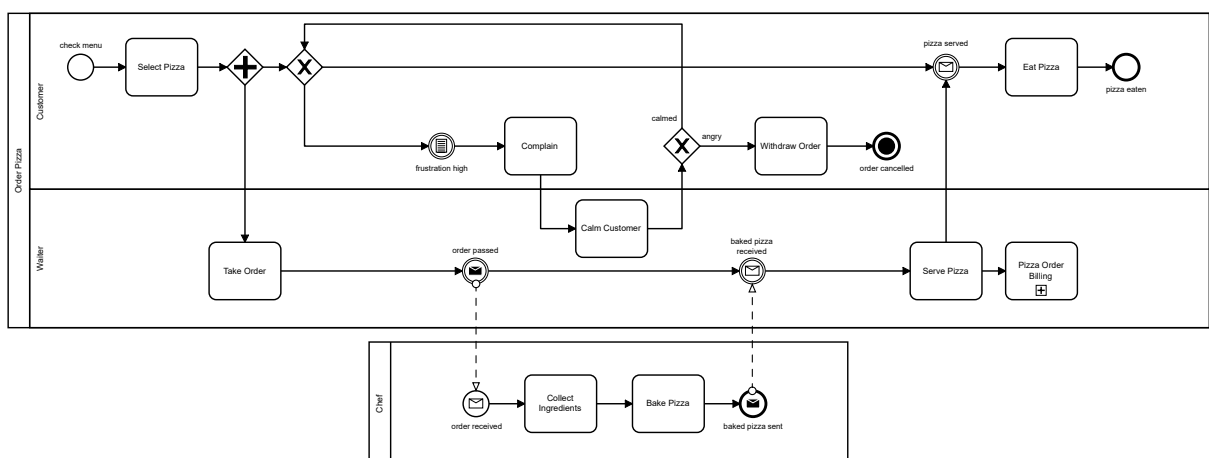 Order Pizza
Customer
check menu
Select Pizza
pizza served
Eat Pizza
pizza eaten
frustration high
Complain
calmed
angry
Withdraw Order
order cancelled
Waiter
Calm Customer
Take Order
order passed
baked pizza
received
Serve Pizza
Pizza Order
Billing
Chef
order received
Collect
Ingredients
Bake Pizza
baked pizza sent